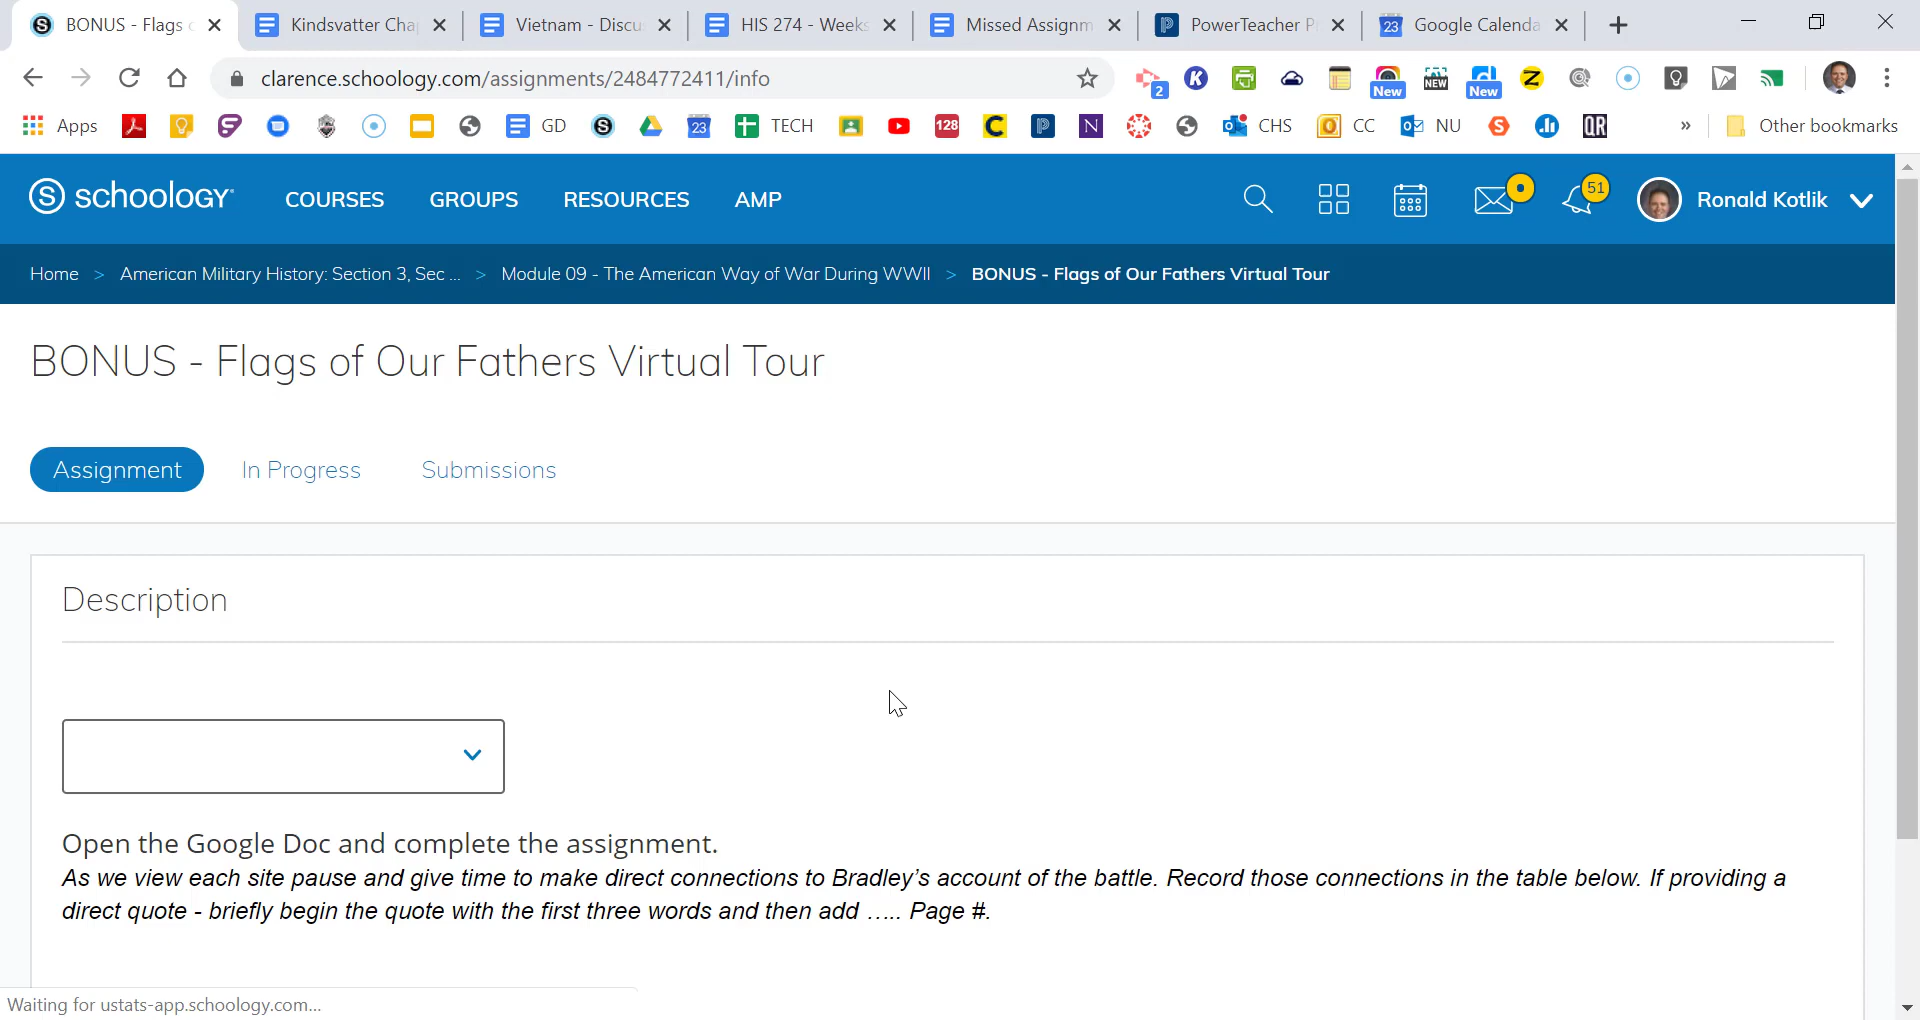 BONUS - Flags
Kindsvatter Cha
Vietnam - Discu
HIS 274 - Weeks
Missed Assignm
PowerTeacher P
Google Calenda
clarence.schoology.com/assignments/2484772411/info
2
K
New
NEW
New
Z
Apps
GD
23
TECH
128
C
P
N
CHS
CC
NU
QR
»
Other bookmarks
S schoology
COURSES
GROUPS
RESOURCES
AMP
51
Ronald Kotlik
Home > American Military History: Section 3, Sec ... > Module 09 - The American Way of War During WWII > BONUS - Flags of Our Fathers Virtual Tour
BONUS - Flags of Our Fathers Virtual Tour
Assignment
In Progress
Submissions
Description
Open the Google Doc and complete the assignment.
As we view each site pause and give time to make direct connections to Bradley's account of the battle. Record those connections in the table below. If providing a
direct quote - briefly begin the quote with the first three words and then add ….. Page #.
Waiting for ustats-app.schoology.com...